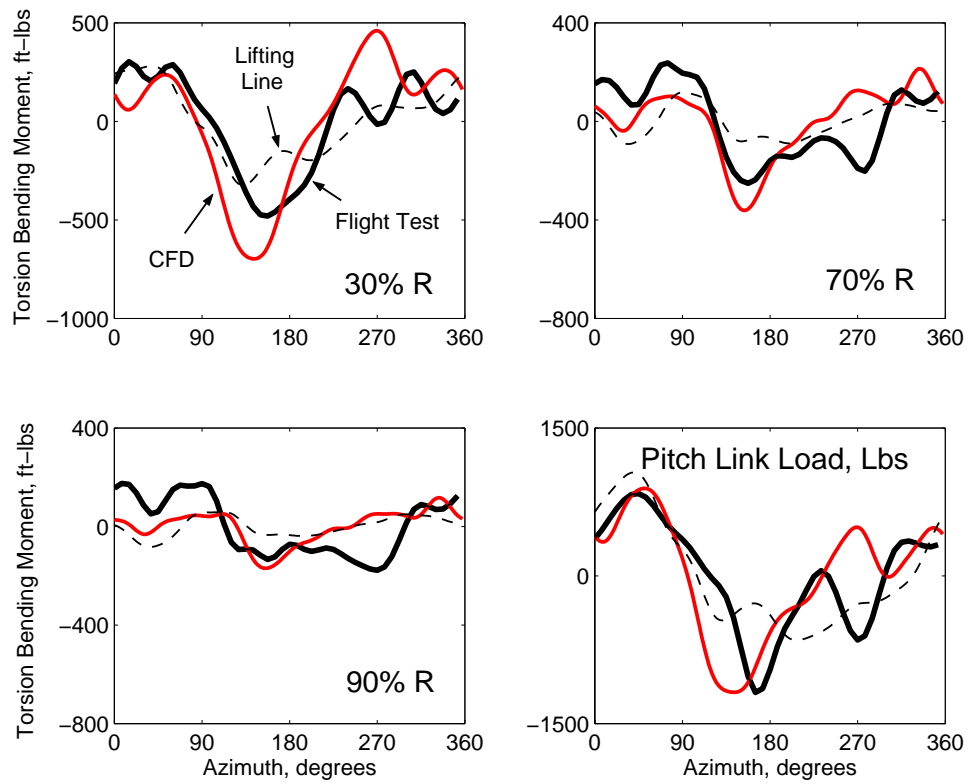 500
0
−500
−1000
0
90
180
270
360
Torsion Bending Moment, ft−lbs
Lifting
Line
Flight Test
CFD
30% R
400
0
−400
−800
0
90
180
270
360
70% R
400
0
−400
−800
0
90
180
270
360
Torsion Bending Moment, ft−lbs
Azimuth, degrees
90% R
1500
0
−1500
0
90
180
270
360
Pitch Link Load, Lbs
Azimuth, degrees